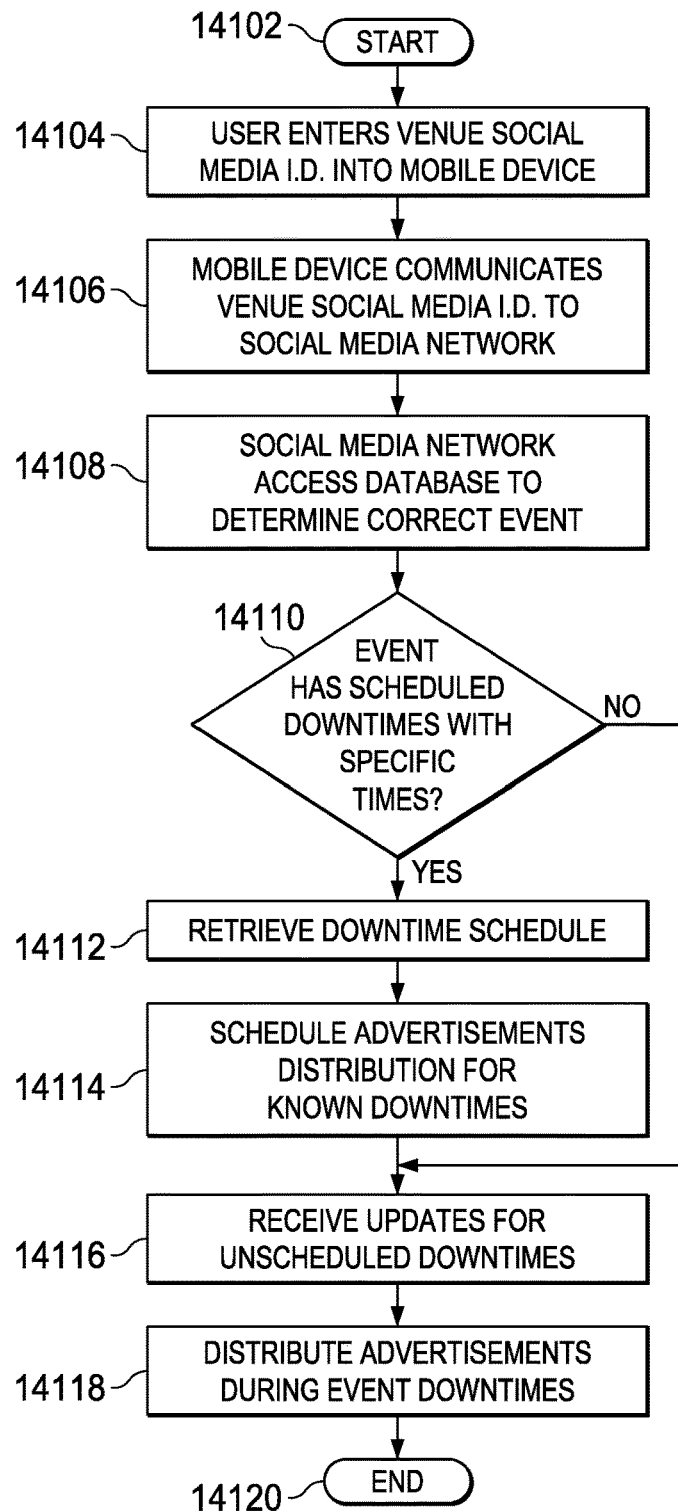 14102
START
14104
USER ENTERS VENUE SOCIAL
MEDIA I.D. INTO MOBILE DEVICE
14106
MOBILE DEVICE COMMUNICATES
VENUE SOCIAL MEDIA I.D. TO
SOCIAL MEDIA NETWORK
14108
SOCIAL MEDIA NETWORK
ACCESS DATABASE TO
DETERMINE CORRECT EVENT
14110
EVENT
HAS SCHEDULED
DOWNTIMES WITH
SPECIFIC
TIMES?
NO
YES
14112
RETRIEVE DOWNTIME SCHEDULE
14114
SCHEDULE ADVERTISEMENTS
DISTRIBUTION FOR
KNOWN DOWNTIMES
14116
RECEIVE UPDATES FOR
UNSCHEDULED DOWNTIMES
14118
DISTRIBUTE ADVERTISEMENTS
DURING EVENT DOWNTIMES
14120
END